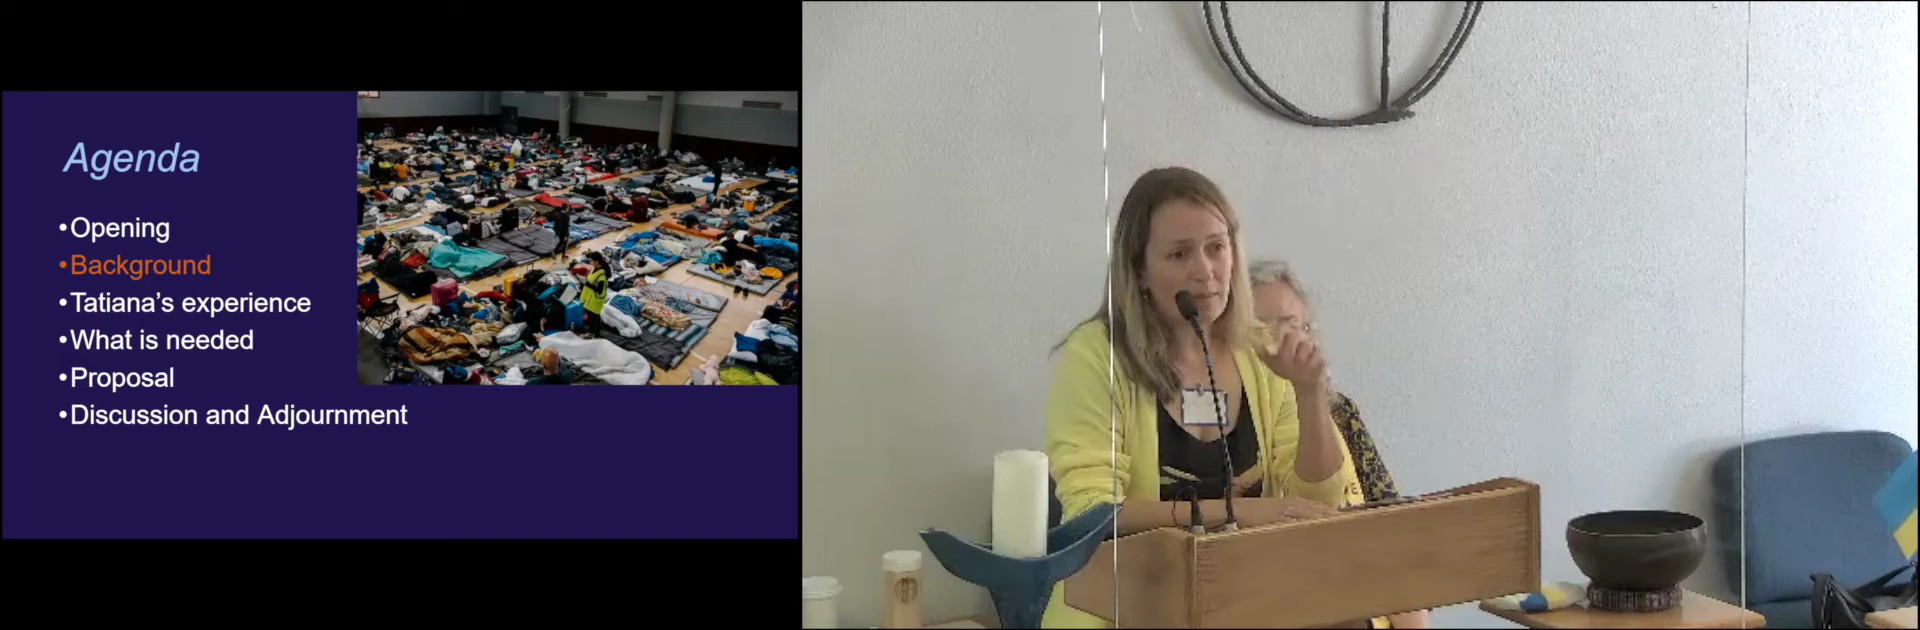 Agenda
•Opening
•Background
•Tatiana's experience
•What is needed
•Proposal
•Discussion and Adjournment